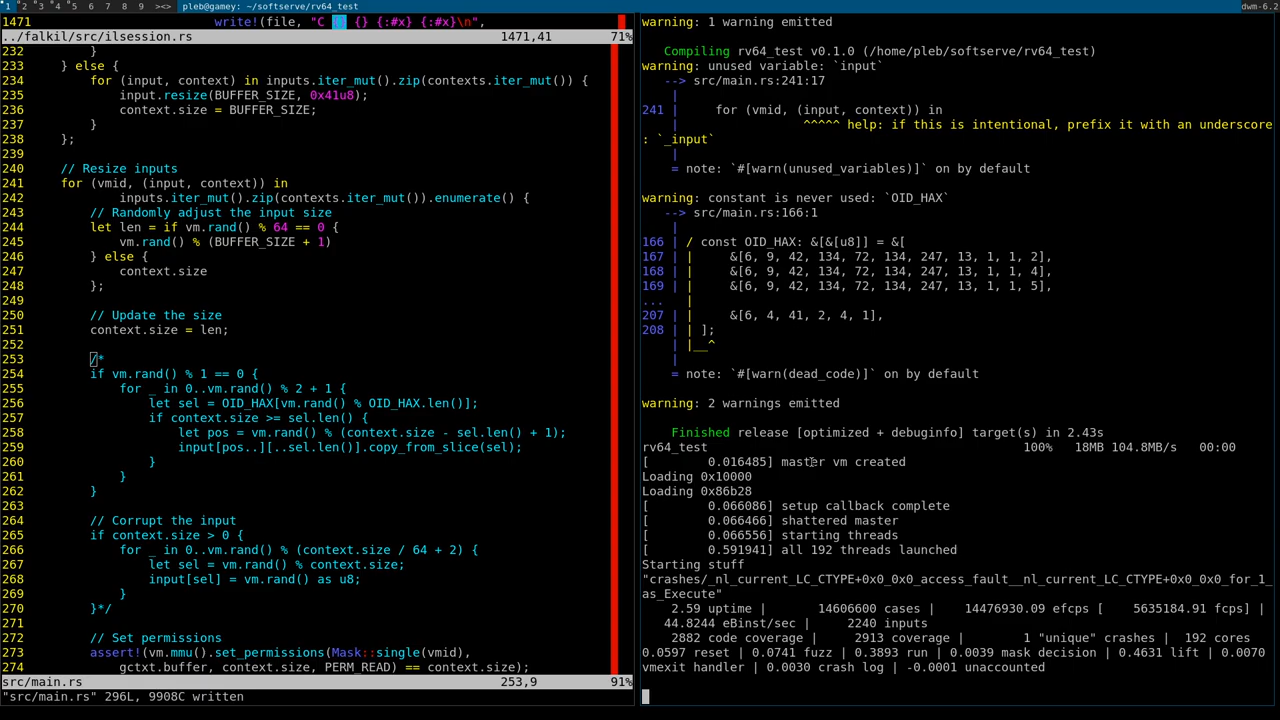 1 2 3 4 5 6 7 8 9 ><> pleb@gamey: ~/softserve/rv64_test dwm-6.2
1471 write!(file, "C {} {} {:#x} {:#x}\n",
../falkil/src/ilsession.rs 1471,41 71%
232 }
233 } else {
234 for (input, context) in inputs.iter_mut().zip(contexts.iter_mut()) {
235 input.resize(BUFFER_SIZE, 0x41u8);
236 context.size = BUFFER_SIZE;
237 }
238 };
239
240 // Resize inputs
241 for (vmid, (input, context)) in
242 inputs.iter_mut().zip(contexts.iter_mut()).enumerate() {
243 // Randomly adjust the input size
244 let len = if vm.rand() % 64 == 0 {
245 vm.rand() % (BUFFER_SIZE + 1)
246 } else {
247 context.size
248 };
249
250 // Update the size
251 context.size = len;
252
253 /*
254 if vm.rand() % 1 == 0 {
255 for _ in 0..vm.rand() % 2 + 1 {
256 let sel = OID_HAX[vm.rand() % OID_HAX.len()];
257 if context.size >= sel.len() {
258 let pos = vm.rand() % (context.size - sel.len() + 1);
259 input[pos..][..sel.len()].copy_from_slice(sel);
260 }
261 }
262 }
263
264 // Corrupt the input
265 if context.size > 0 {
266 for _ in 0..vm.rand() % (context.size / 64 + 2) {
267 let sel = vm.rand() % context.size;
268 input[sel] = vm.rand() as u8;
269 }
270 }*/
271
272 // Set permissions
273 assert!(vm.mmu().set_permissions(Mask::single(vmid),
274 gctxt.buffer, context.size, PERM_READ) == context.size);
src/main.rs 253,9 91%
"src/main.rs" 296L, 9908C written
warning: 1 warning emitted
Compiling rv64_test v0.1.0 (/home/pleb/softserve/rv64_test)
warning: unused variable: `input`
--> src/main.rs:241:17
|
241 | for (vmid, (input, context)) in
| ^^^^^ help: if this is intentional, prefix it with an underscore
: `_input`
|
= note: `#[warn(unused_variables)]` on by default
warning: constant is never used: `OID_HAX`
--> src/main.rs:166:1
|
166 | / const OID_HAX: &[&[u8]] = &[
167 | | &[6, 9, 42, 134, 72, 134, 247, 13, 1, 1, 2],
168 | | &[6, 9, 42, 134, 72, 134, 247, 13, 1, 1, 4],
169 | | &[6, 9, 42, 134, 72, 134, 247, 13, 1, 1, 5],
... |
207 | | &[6, 4, 41, 2, 4, 1],
208 | | ];
| |__^
|
= note: `#[warn(dead_code)]` on by default
warning: 2 warnings emitted
Finished release [optimized + debuginfo] target(s) in 2.43s
rv64_test 100% 18MB 104.8MB/s 00:00
[ 0.016485] master vm created
Loading 0x10000
Loading 0x86b28
[ 0.066086] setup callback complete
[ 0.066466] shattered master
[ 0.066556] starting threads
[ 0.591941] all 192 threads launched
Starting stuff
"crashes/_nl_current_LC_CTYPE+0x0_0x0_access_fault__nl_current_LC_CTYPE+0x0_0x0_for_1_
as_Execute"
2.59 uptime | 14606600 cases | 14476930.09 efcps [ 5635184.91 fcps] |
44.8244 eBinst/sec | 2240 inputs
2882 code coverage | 2913 coverage | 1 "unique" crashes | 192 cores
0.0597 reset | 0.0741 fuzz | 0.3893 run | 0.0039 mask decision | 0.4631 lift | 0.0070
vmexit handler | 0.0030 crash log | -0.0001 unaccounted